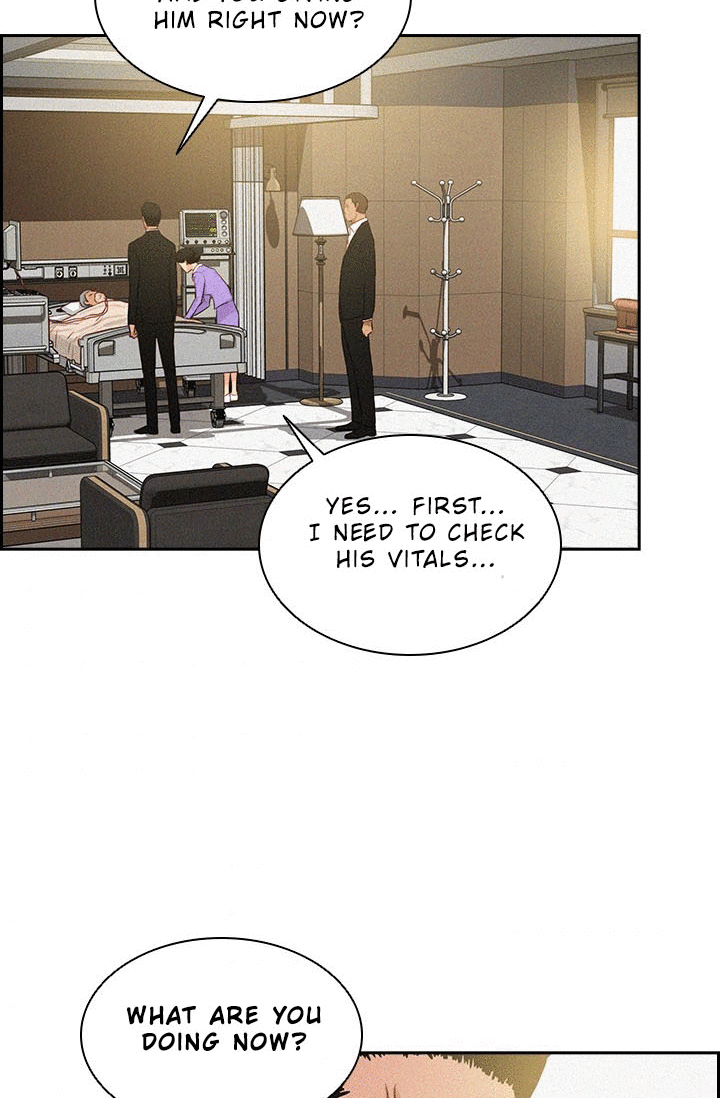 HIM RIGHT NOW?
YES... FIRST...
I NEED TO CHECK
HIS VITALS...
WHAT ARE YOU
DOING NOW?